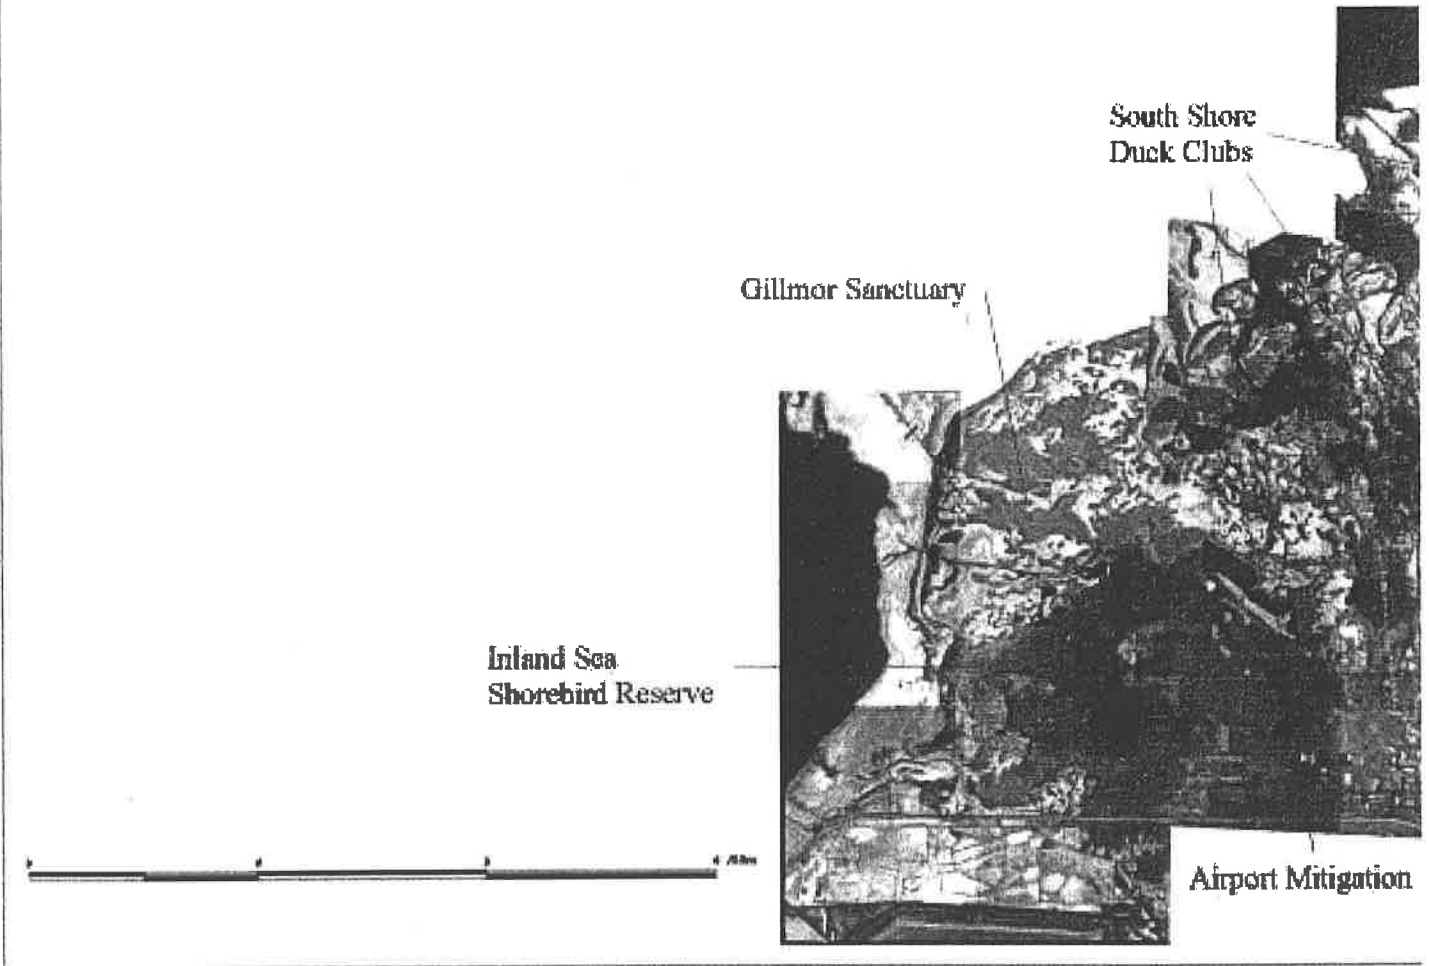 South Shore
Duck Clubs
Gillmor Sanctuary
Inland Sea
Shorebird Reserve
Airport Mitigation